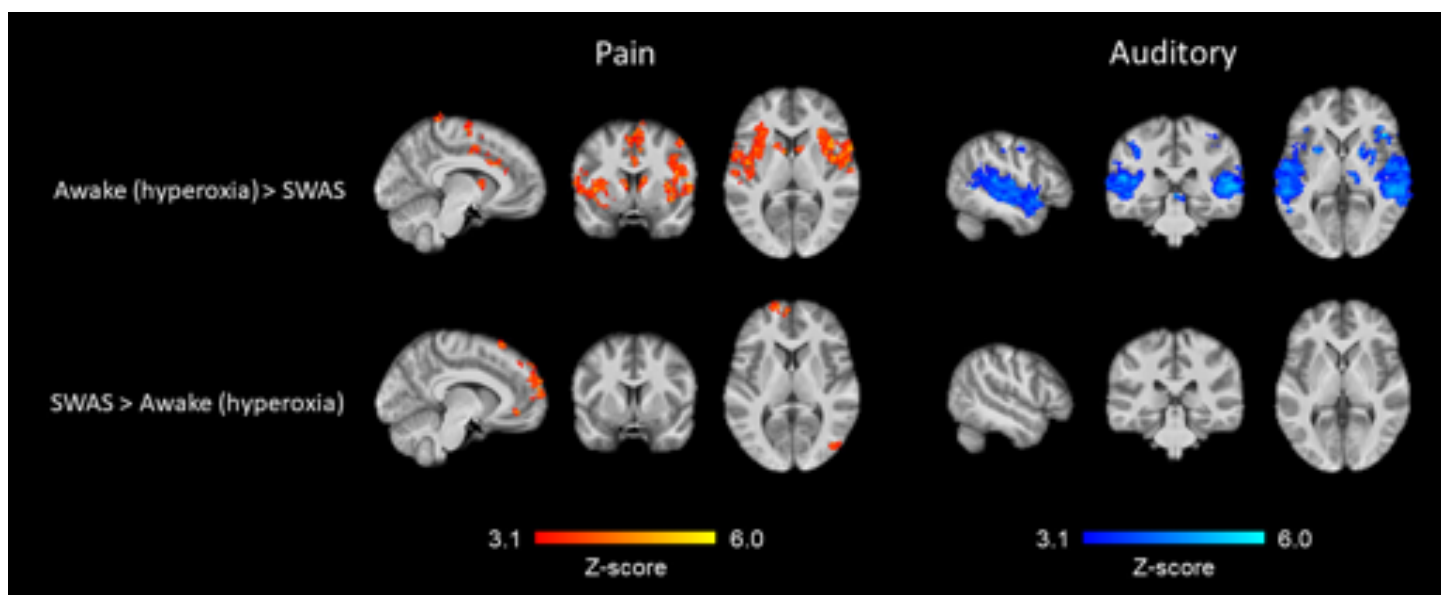 Pain
Auditory
Awake (hyperoxia) > SWAS
SWAS > Awake (hyperoxia)
3.1 6.0
Z-score
3.1 6.0
Z-score